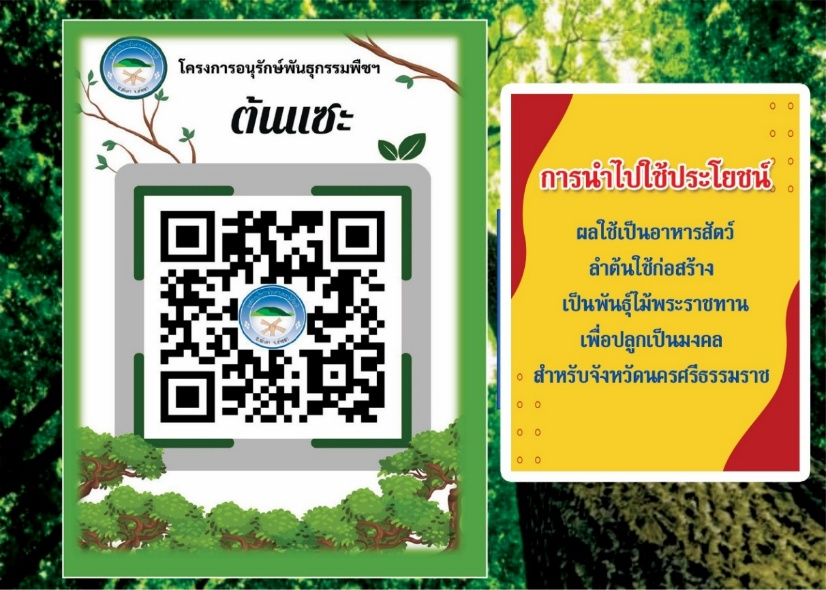 โครงการอนุรักษ์พันธุกรรมพืชฯ
ต้นแซะ
การนำไปใช้ประโยชน์
ผลใช้เป็นอาหารสัตว์
ลำต้นใช้ก่อสร้าง
เป็นพันธุ์ไม้พระราชทาน
เพื่อปลูกเป็นมงคล
สำหรับจังหวัดนครศรีธรรมราช